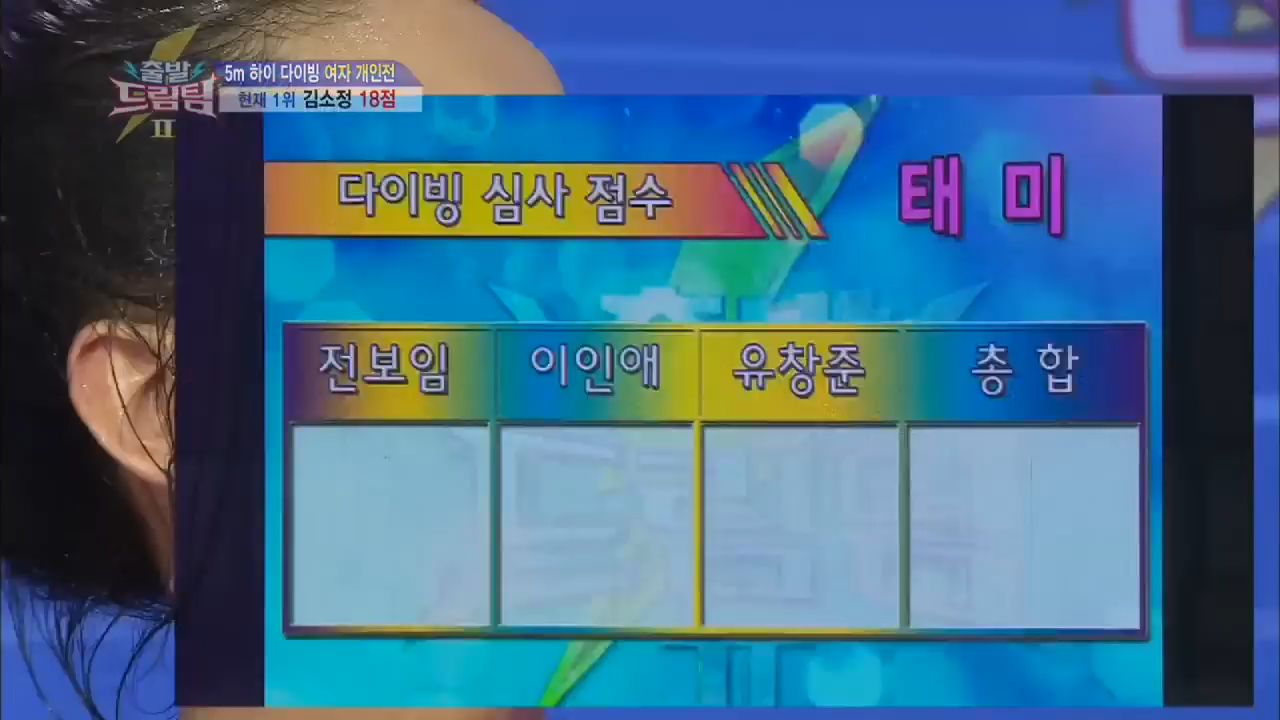 출발
드림팀
II
5m 하이 다이빙 여자 개인전
현재 1위 김소정 18점
다이빙 심사 점수
태미
전보임 이인애 유창준 총합